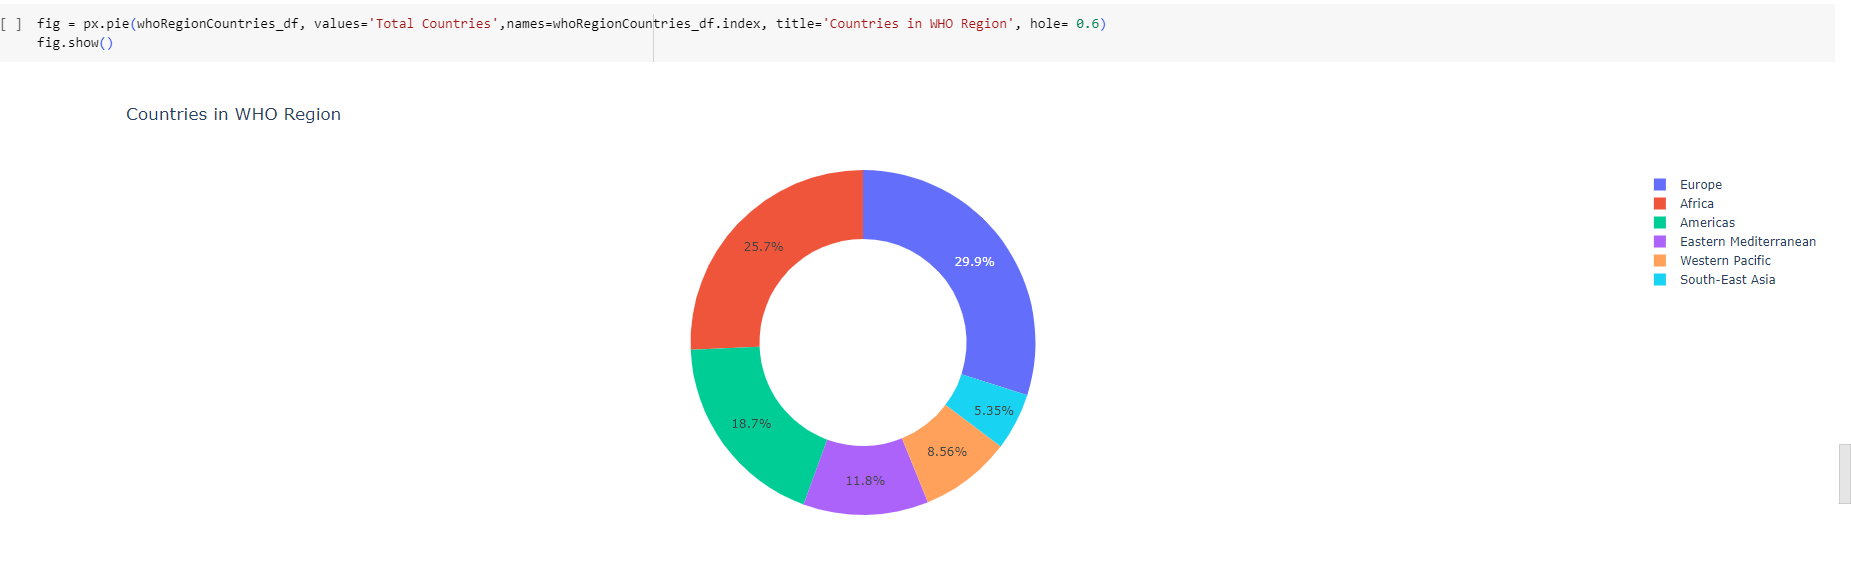 [ ] fig = px.pie(whoRegionCountries_df, values='Total Countries',names=whoRegionCountries_df.index, title='Countries in WHO Region', hole= 0.6)
fig.show()
Countries in WHO Region
Europe
Africa
Americas
Eastern Mediterranean
Western Pacific
South-East Asia
25.7%
29.9%
5.35%
18.7%
8.56%
11.8%